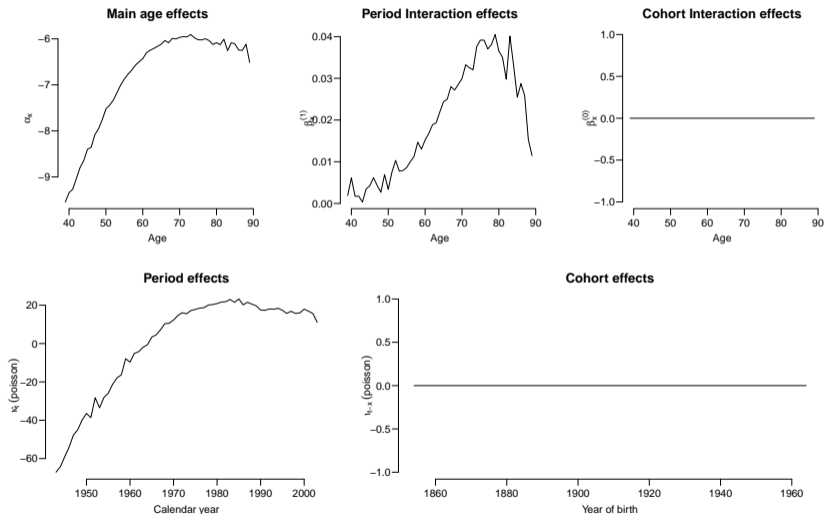 Main age effects
αx
−6
−7
−8
−9
40 50 60 70 80 90
Age
Period Interaction effects
βx(1)
0.04
0.03
0.02
0.01
0.00
40 50 60 70 80 90
Age
Cohort Interaction effects
βx(0)
1.0
0.5
0.0
−0.5
−1.0
40 50 60 70 80 90
Age
Period effects
κt (poisson)
20
0
−20
−40
−60
1950 1960 1970 1980 1990 2000
Calendar year
Cohort effects
ιt−x (poisson)
1.0
0.5
0.0
−0.5
−1.0
1860 1880 1900 1920 1940 1960
Year of birth